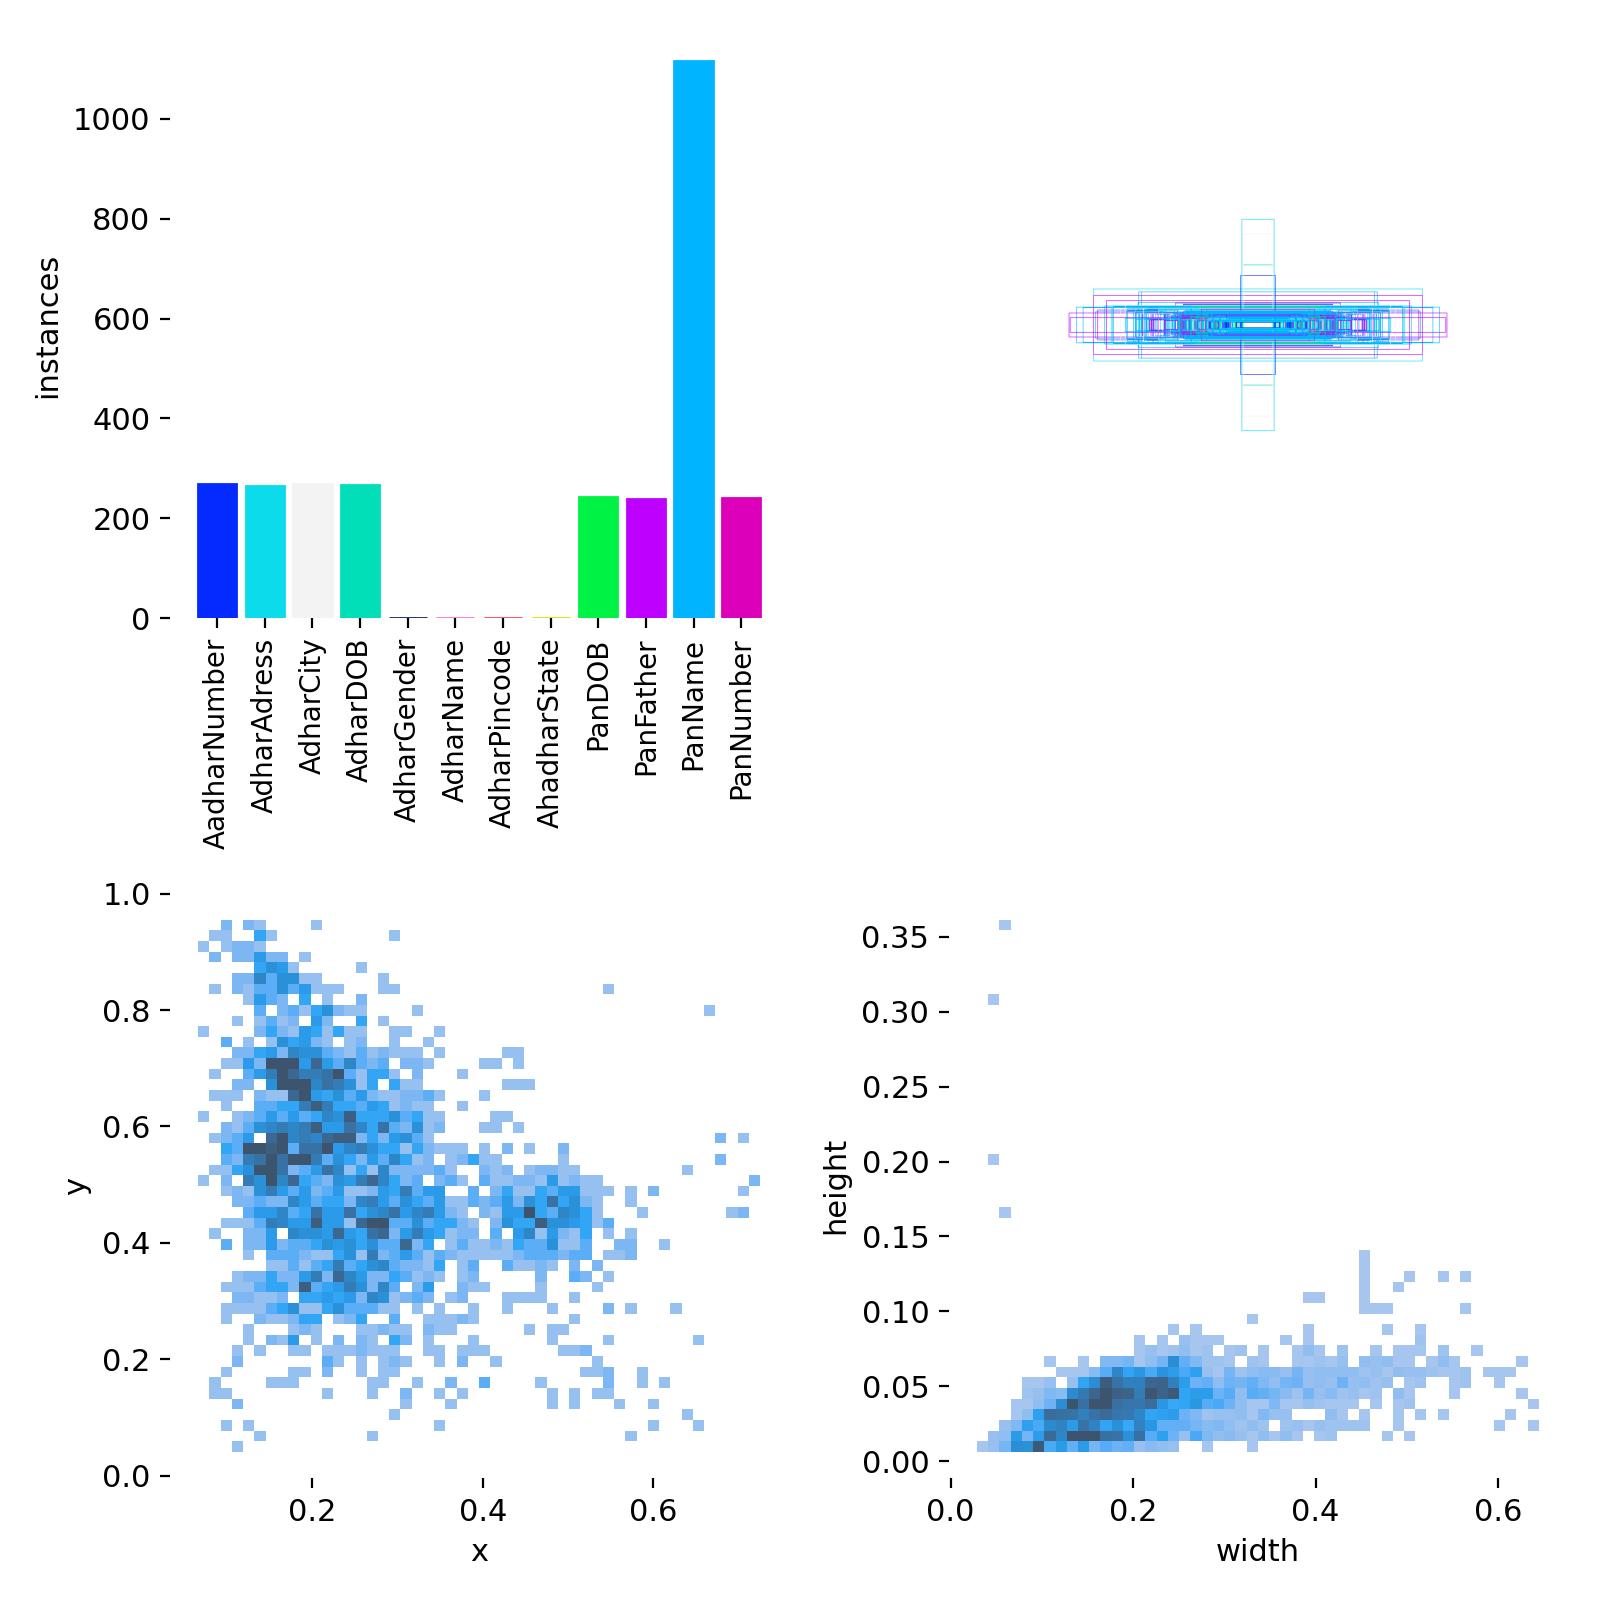 instances
1000
800
600
400
200
0
AadharNumber
AdharAdress
AdharCity
AdharDOB
AdharGender
AdharName
AdharPincode
AhadharState
PanDOB
PanFather
PanName
PanNumber
y
1.0
0.8
0.6
0.4
0.2
0.0
0.2 0.4 0.6
x
height
0.35
0.30
0.25
0.20
0.15
0.10
0.05
0.00
0.0 0.2 0.4 0.6
width